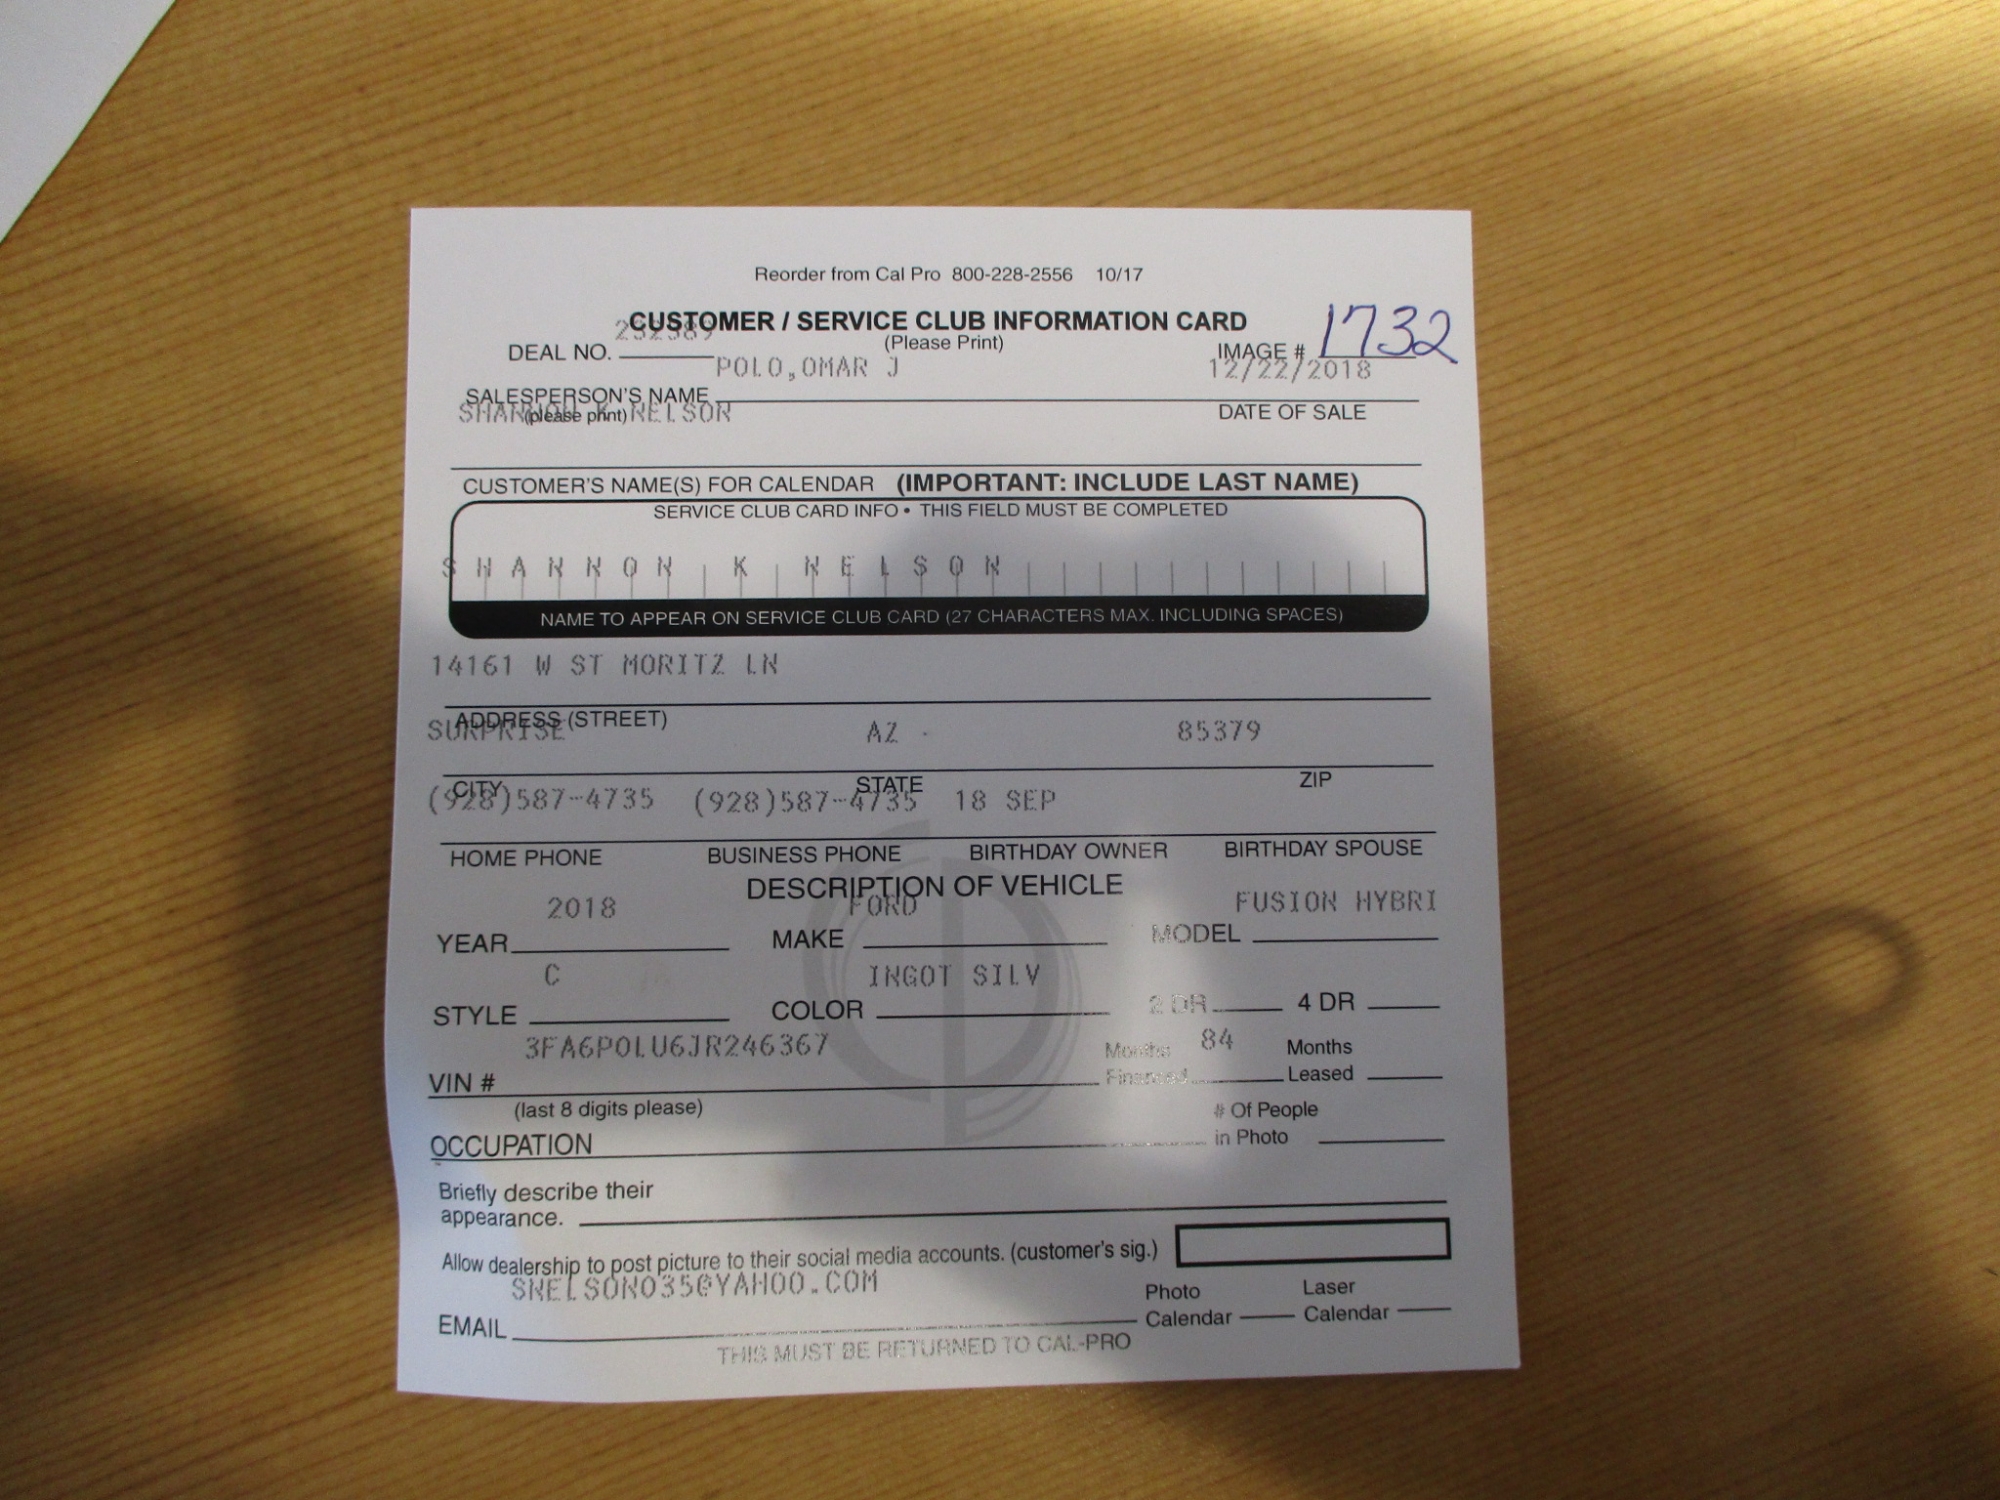 Reorder from Cal Pro 800-228-2556 10/17
CUSTOMER / SERVICE CLUB INFORMATION CARD
(Please Print)
DEAL NO. 232389
IMAGE # 1732
POLO,OMAR J 12/22/2018
SALESPERSON'S NAME
(please print)
DATE OF SALE
SHANNON K NELSON
CUSTOMER'S NAME(S) FOR CALENDAR (IMPORTANT: INCLUDE LAST NAME)
SERVICE CLUB CARD INFO • THIS FIELD MUST BE COMPLETED
SHANNON K NELSON
NAME TO APPEAR ON SERVICE CLUB CARD (27 CHARACTERS MAX. INCLUDING SPACES)
14161 W ST MORITZ LN
ADDRESS (STREET)
SURPRISE AZ 85379
CITY STATE ZIP
(928)587-4735 (928)587-4735 18 SEP
HOME PHONE BUSINESS PHONE BIRTHDAY OWNER BIRTHDAY SPOUSE
DESCRIPTION OF VEHICLE
2018 FORD FUSION HYBRI
YEAR MAKE MODEL
C INGOT SILV
STYLE COLOR 2 DR 4 DR
3FA6P0LU6JR246367 84
VIN # Months Financed Months Leased
(last 8 digits please)
# Of People
OCCUPATION in Photo
Briefly describe their
appearance.
Allow dealership to post picture to their social media accounts. (customer's sig.)
SNELSON035@YAHOO.COM
EMAIL Photo Calendar Laser Calendar
THIS MUST BE RETURNED TO CAL-PRO